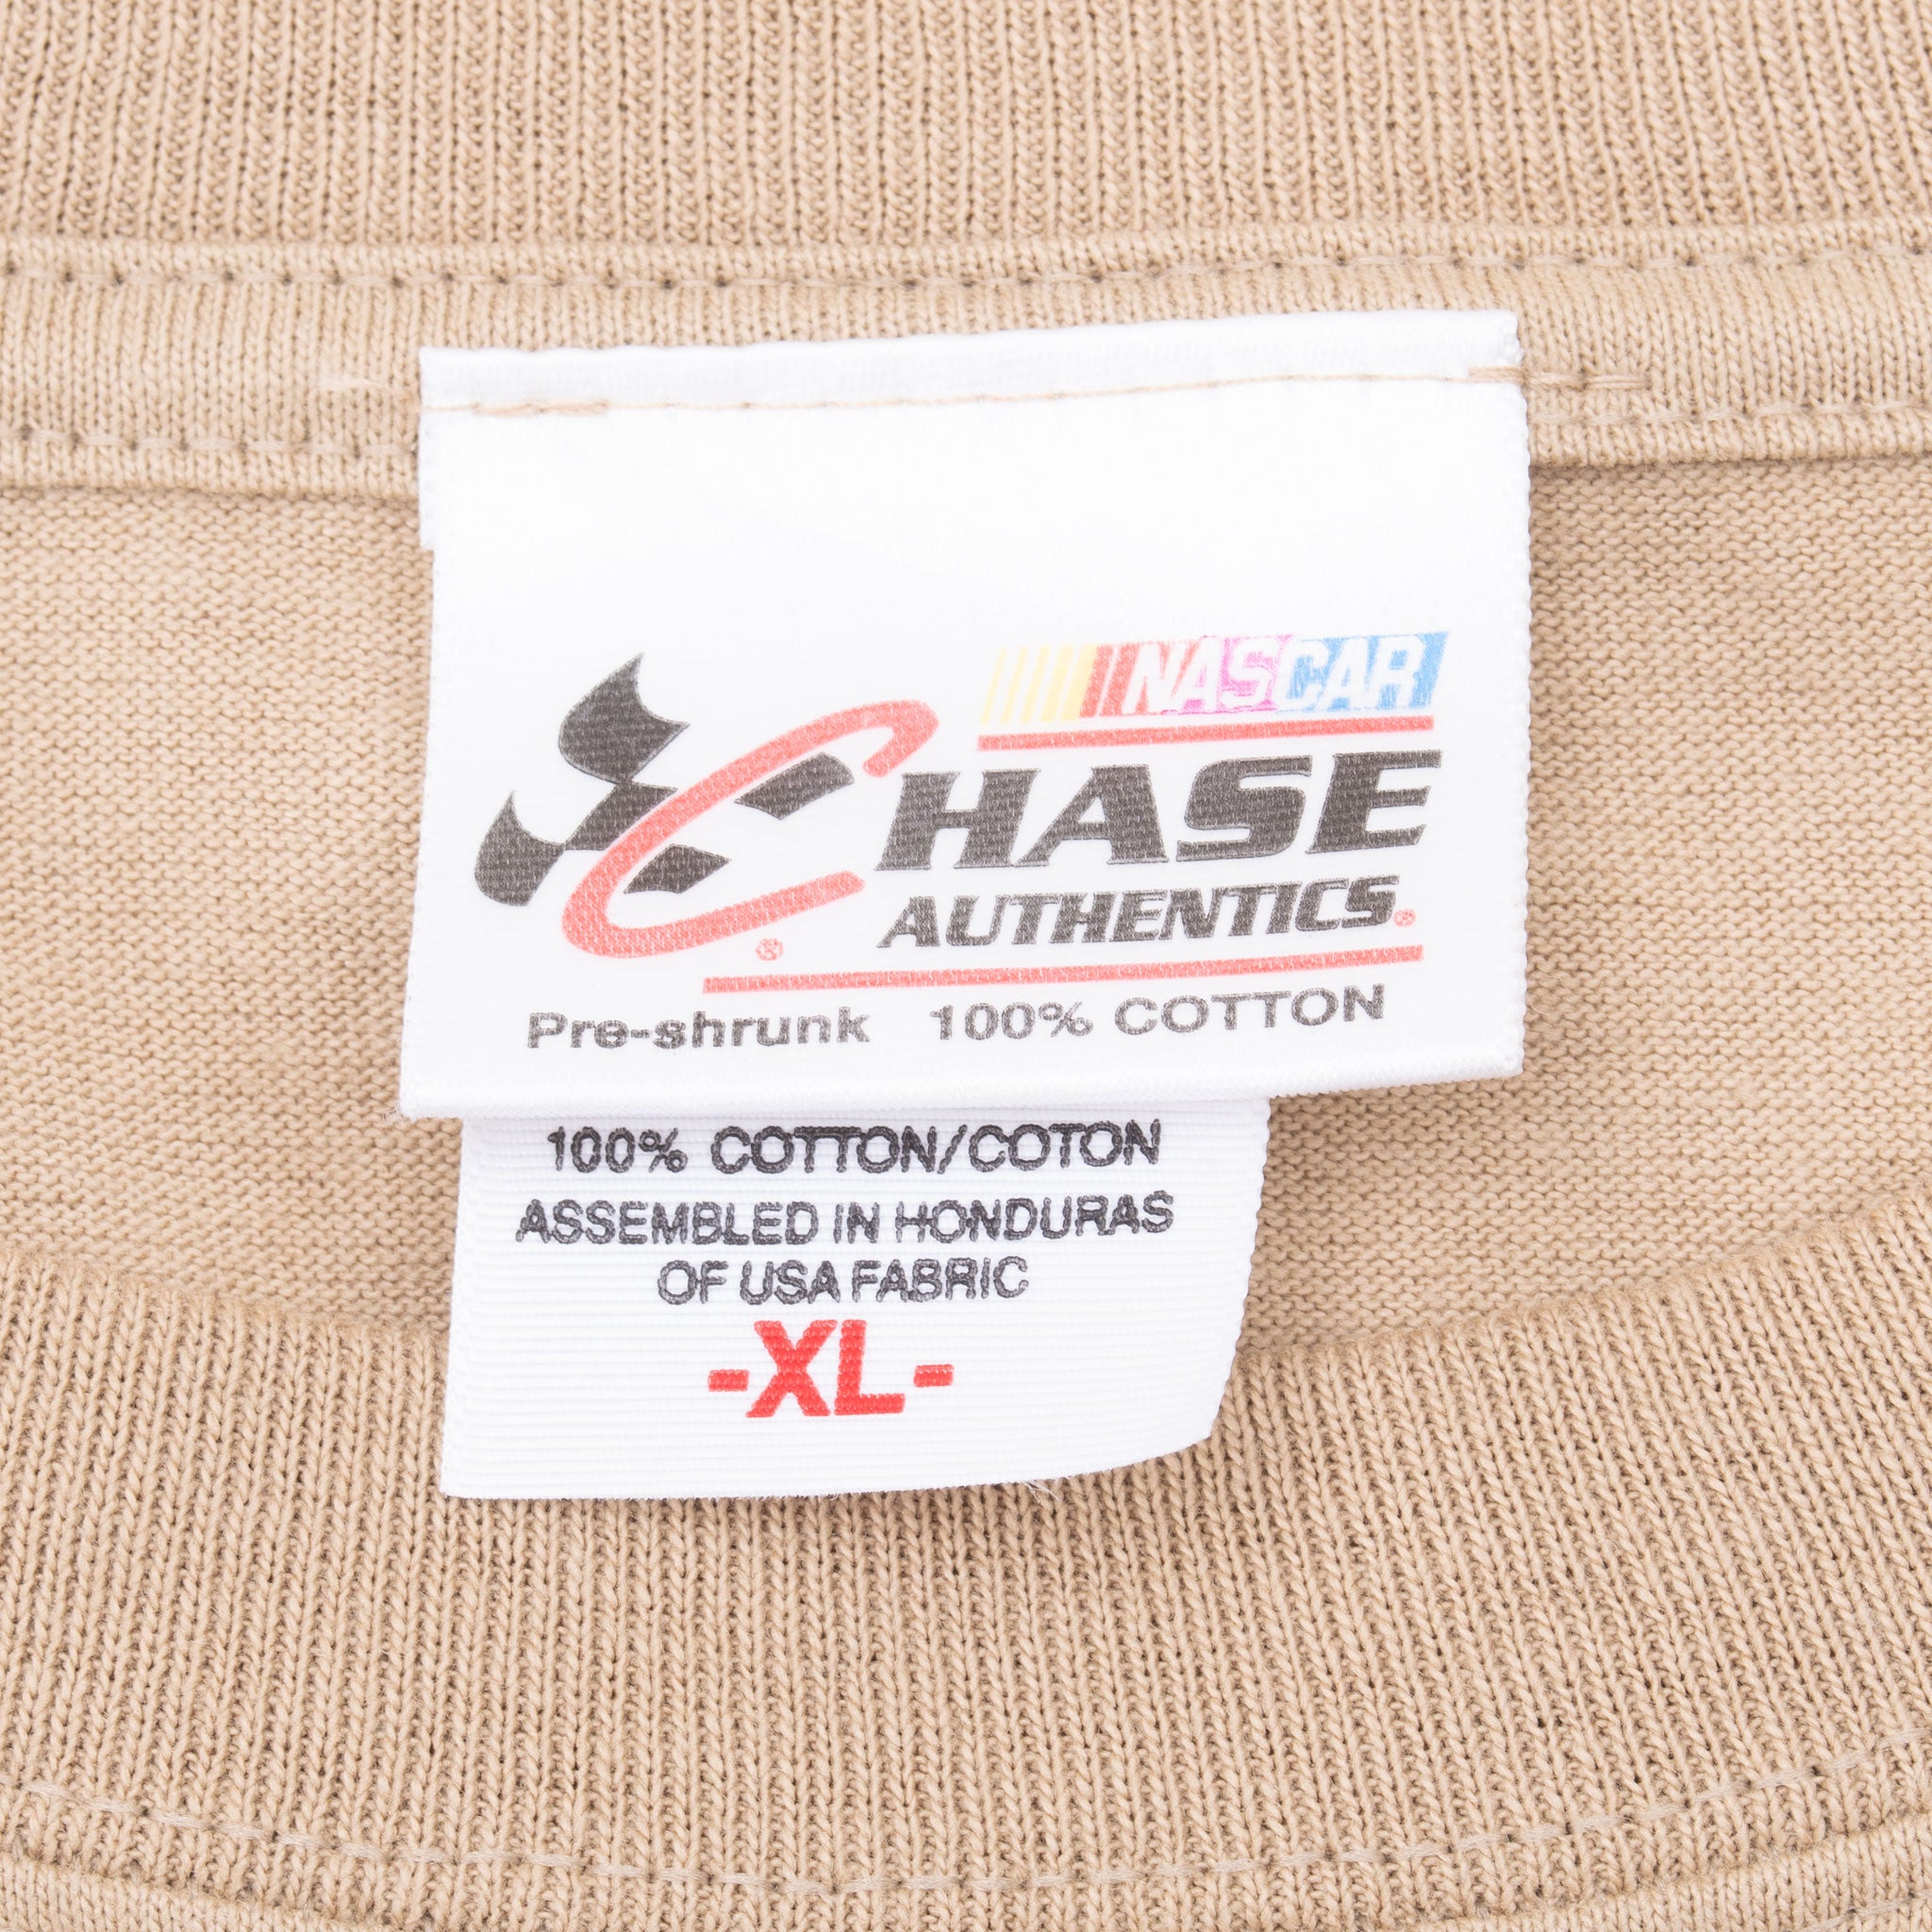 NASCAR
CHASE
AUTHENTICS®
®
Pre-shrunk 100% COTTON
100% COTTON/COTON
ASSEMBLED IN HONDURAS
OF USA FABRIC
-XL-